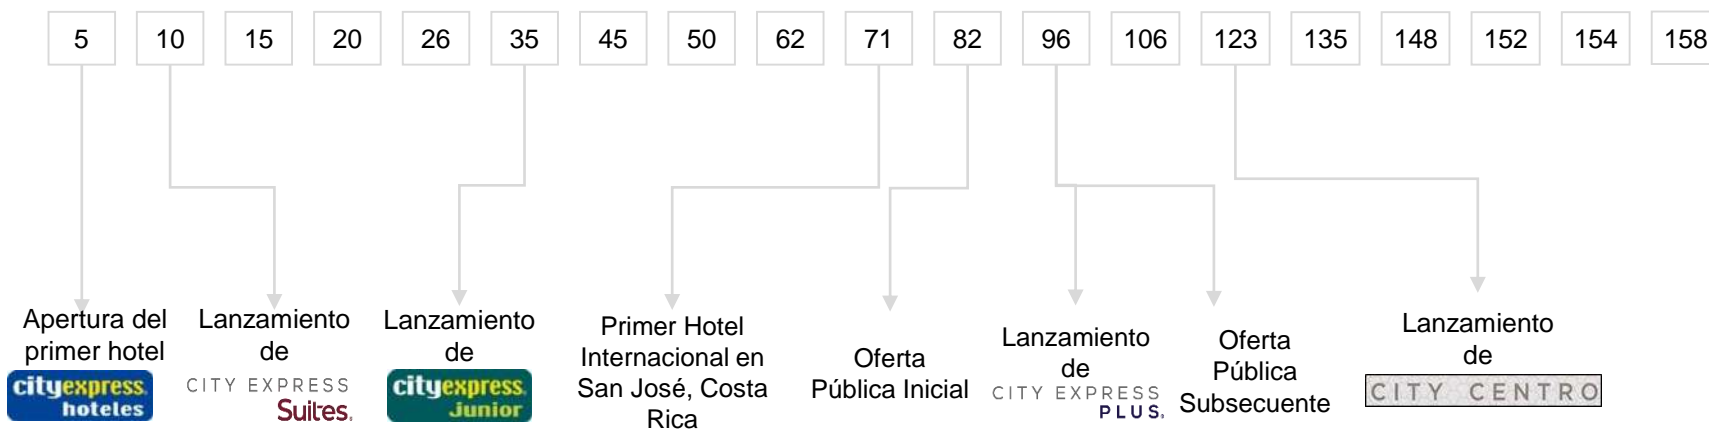 5 10 15 20 26 35 45 50 62 71 82 96 106 123 135 148 152 154 158
Apertura del
primer hotel
cityexpress.
hoteles
Lanzamiento
de
CITY EXPRESS
Suites.
Lanzamiento
de
cityexpress.
Junior
Primer Hotel
Internacional en
San José, Costa
Rica
Oferta
Pública Inicial
Lanzamiento
de
CITY EXPRESS
PLUS.
Oferta
Pública
Subsecuente
Lanzamiento
de
CITY CENTRO